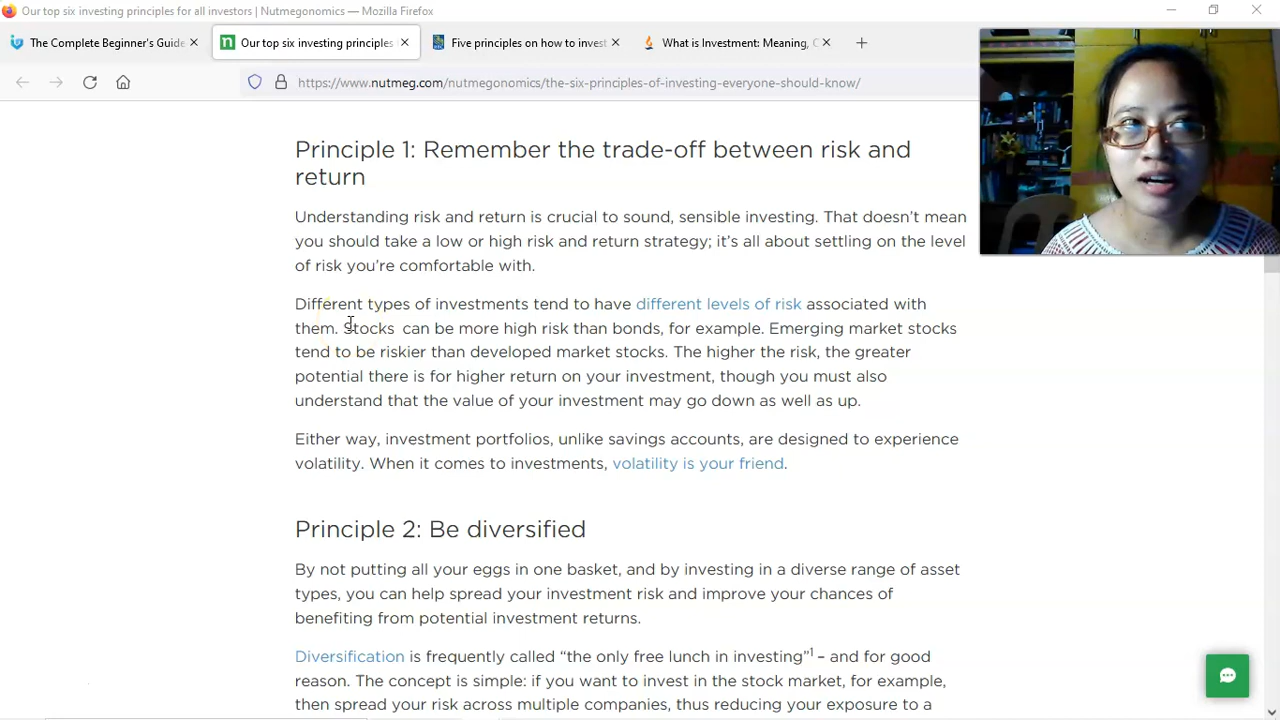 Our top six investing principles for all investors | Nutmegonomics — Mozilla Firefox
The Complete Beginner's Guide
Our top six investing principles
Five principles on how to invest
What is Investment: Meaning, C
https://www.nutmeg.com/nutmegonomics/the-six-principles-of-investing-everyone-should-know/
Principle 1: Remember the trade-off between risk and
return
Understanding risk and return is crucial to sound, sensible investing. That doesn't mean
you should take a low or high risk and return strategy; it's all about settling on the level
of risk you're comfortable with.
Different types of investments tend to have different levels of risk associated with
them. Stocks can be more high risk than bonds, for example. Emerging market stocks
tend to be riskier than developed market stocks. The higher the risk, the greater
potential there is for higher return on your investment, though you must also
understand that the value of your investment may go down as well as up.
Either way, investment portfolios, unlike savings accounts, are designed to experience
volatility. When it comes to investments, volatility is your friend.
Principle 2: Be diversified
By not putting all your eggs in one basket, and by investing in a diverse range of asset
types, you can help spread your investment risk and improve your chances of
benefiting from potential investment returns.
Diversification is frequently called “the only free lunch in investing”1 – and for good
reason. The concept is simple: if you want to invest in the stock market, for example,
then spread your risk across multiple companies, thus reducing your exposure to a